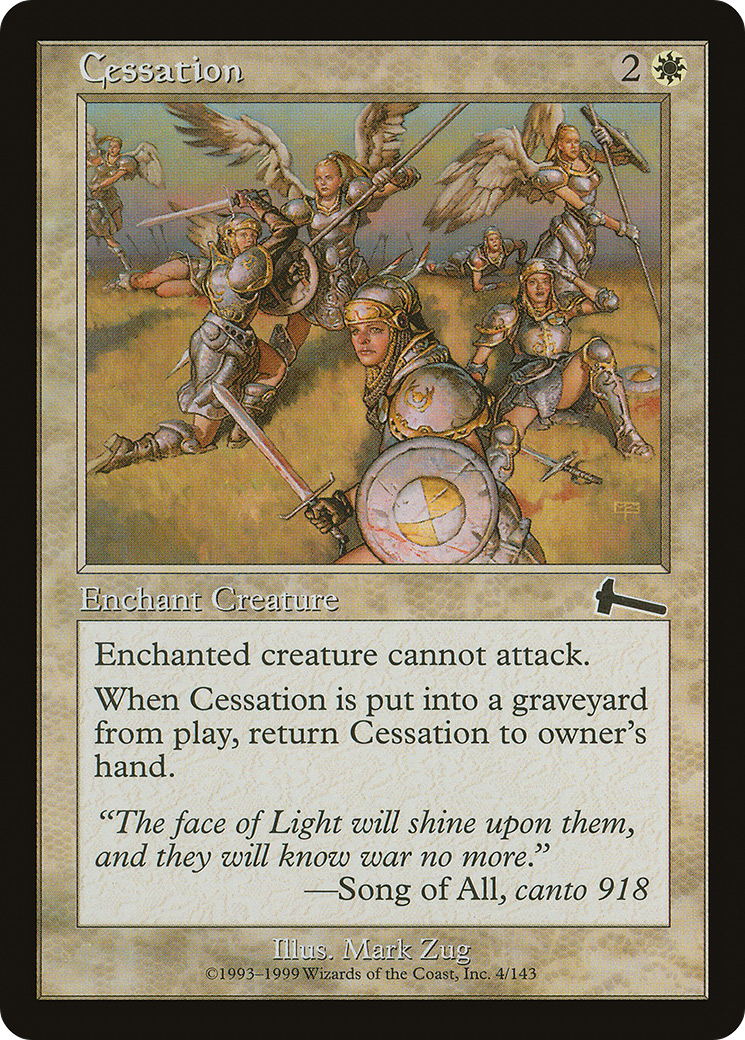 Cessation 2
Enchant Creature
Enchanted creature cannot attack.
When Cessation is put into a graveyard
from play, return Cessation to owner's
hand.
“The face of Light will shine upon them,
and they will know war no more.”
—Song of All, canto 918
Illus. Mark Zug
©1993–1999 Wizards of the Coast, Inc. 4/143